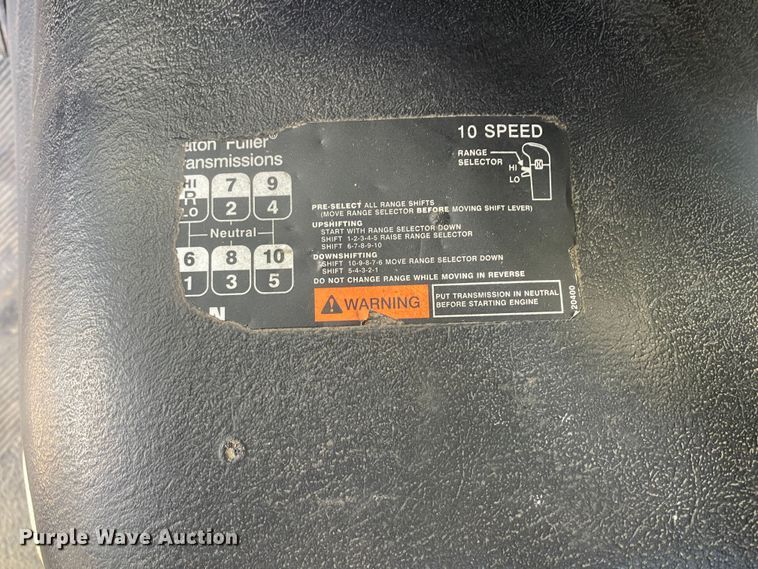 10 SPEED
aton Fuller®
ransmissions
RANGE
SELECTOR
HI
LO
HI 7 9
R
LO 2 4
Neutral
6 8 10
1 3 5
N
PRE-SELECT ALL RANGE SHIFTS
(MOVE RANGE SELECTOR BEFORE MOVING SHIFT LEVER)
UPSHIFTING
START WITH RANGE SELECTOR DOWN
SHIFT 1-2-3-4-5 RAISE RANGE SELECTOR
SHIFT 6-7-8-9-10
DOWNSHIFTING
SHIFT 10-9-8-7-6 MOVE RANGE SELECTOR DOWN
SHIFT 5-4-3-2-1
DO NOT CHANGE RANGE WHILE MOVING IN REVERSE
WARNING
PUT TRANSMISSION IN NEUTRAL
BEFORE STARTING ENGINE
20400
Purple Wave Auction